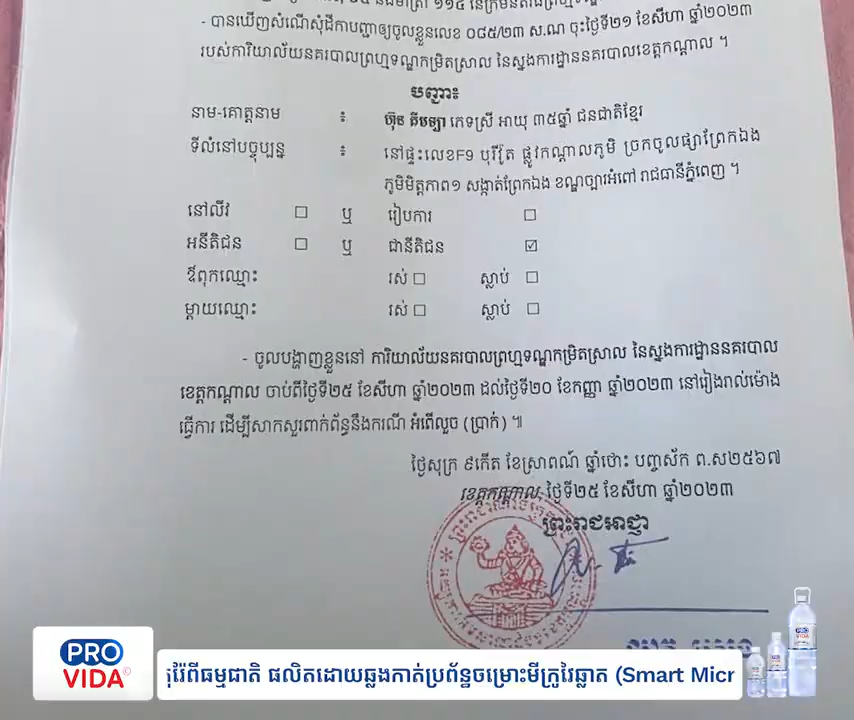 - បានឃើញសំណើសុំដីកាបញ្ជាឲ្យចូលខ្លួនលេខ ០៨៥/២៣ ស.ណ ចុះថ្ងៃទី២១ ខែសីហា ឆ្នាំ២០២៣
របស់ការិយាល័យនគរបាលព្រហ្មទណ្ឌកម្រិតស្រាល នៃស្នងការដ្ឋាននគរបាលខេត្តកណ្តាល ។
បញ្ជា៖
នាម-គោត្តនាម ៖ ភេទស្រី អាយុ ៣៥ឆ្នាំ ជនជាតិខ្មែរ
ទីលំនៅបច្ចុប្បន្ន ៖ នៅផ្ទះលេខF9 បុរីវ៉ូត ផ្លូវកណ្តាលភូមិ ច្រកចូលផ្សាព្រែកឯង
ភូមិមិត្តភាព១ សង្កាត់ព្រែកឯង ខណ្ឌច្បារអំពៅ រាជធានីភ្នំពេញ ។
នៅលីវ ☐ ឬ រៀបការ ☐
អនីតិជន ☐ ឬ ជានីតិជន ☑
ឪពុកឈ្មោះ រស់ ☐ ស្លាប់ ☐
ម្តាយឈ្មោះ រស់ ☐ ស្លាប់ ☐
- ចូលបង្ហាញខ្លួននៅ ការិយាល័យនគរបាលព្រហ្មទណ្ឌកម្រិតស្រាល នៃស្នងការដ្ឋាននគរបាល
ខេត្តកណ្តាល ចាប់ពីថ្ងៃទី២៥ ខែសីហា ឆ្នាំ២០២៣ ដល់ថ្ងៃទី២០ ខែកញ្ញា ឆ្នាំ២០២៣ នៅរៀងរាល់ម៉ោង
ធ្វើការ ដើម្បីសាកសួរពាក់ព័ន្ធនឹងករណី អំពើលួច (ប្រាក់) ៕
ថ្ងៃសុក្រ ៩កើត ខែស្រាពណ៍ ឆ្នាំថោះ បញ្ចស័ក ព.ស២៥៦៧
ខេត្តកណ្តាល ថ្ងៃទី២៥ ខែសីហា ឆ្នាំ២០២៣
ព្រះរាជអាជ្ញា
PRO
VIDA
រ៉ែពីធម្មជាតិ ផលិតដោយឆ្លងកាត់ប្រព័ន្ធចម្រោះមីក្រូវ៉ៃឆ្លាត (Smart Micr